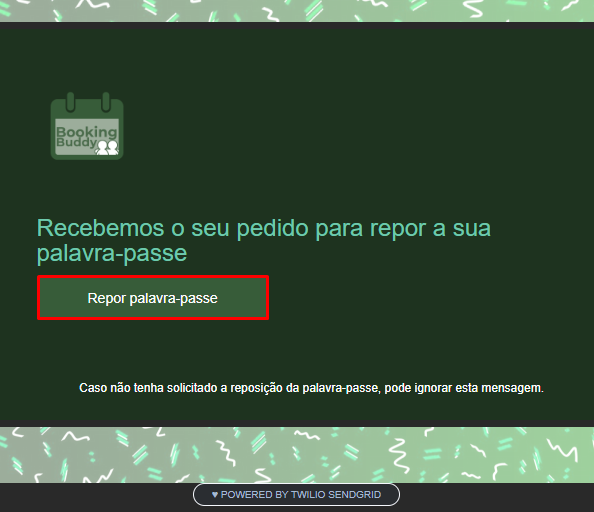 Booking
Buddy
Recebemos o seu pedido para repor a sua
palavra-passe
Repor palavra-passe
Caso não tenha solicitado a reposição da palavra-passe, pode ignorar esta mensagem.
♥ POWERED BY TWILIO SENDGRID